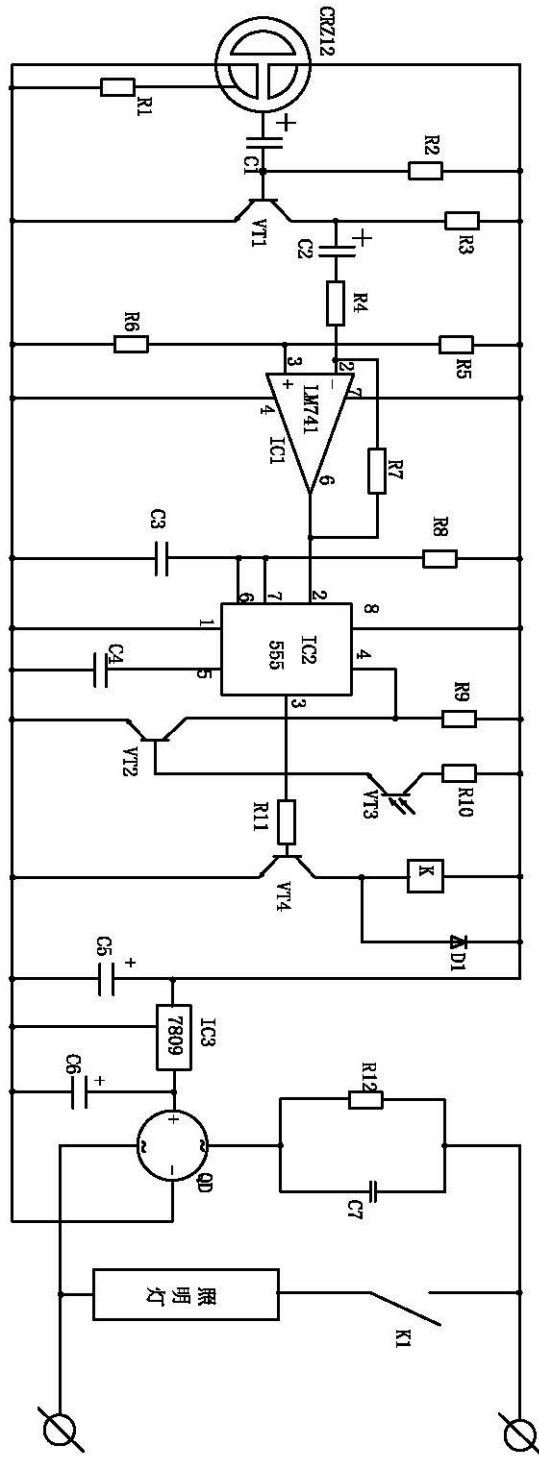 CRZ12
R1
C1
+
R2
VT1
R3
C2
+
R4
R6
R5
3
2
+
-
LM741
7
4
IC1
6
R7
C3
R8
6
7
2
1
8
IC2
555
4
5
3
C4
R9
VT2
VT3
R10
R11
VT4
K
D1
C5
+
IC3
7809
C6
+
R12
+
~
~
-
QD
C7
照明灯
K1